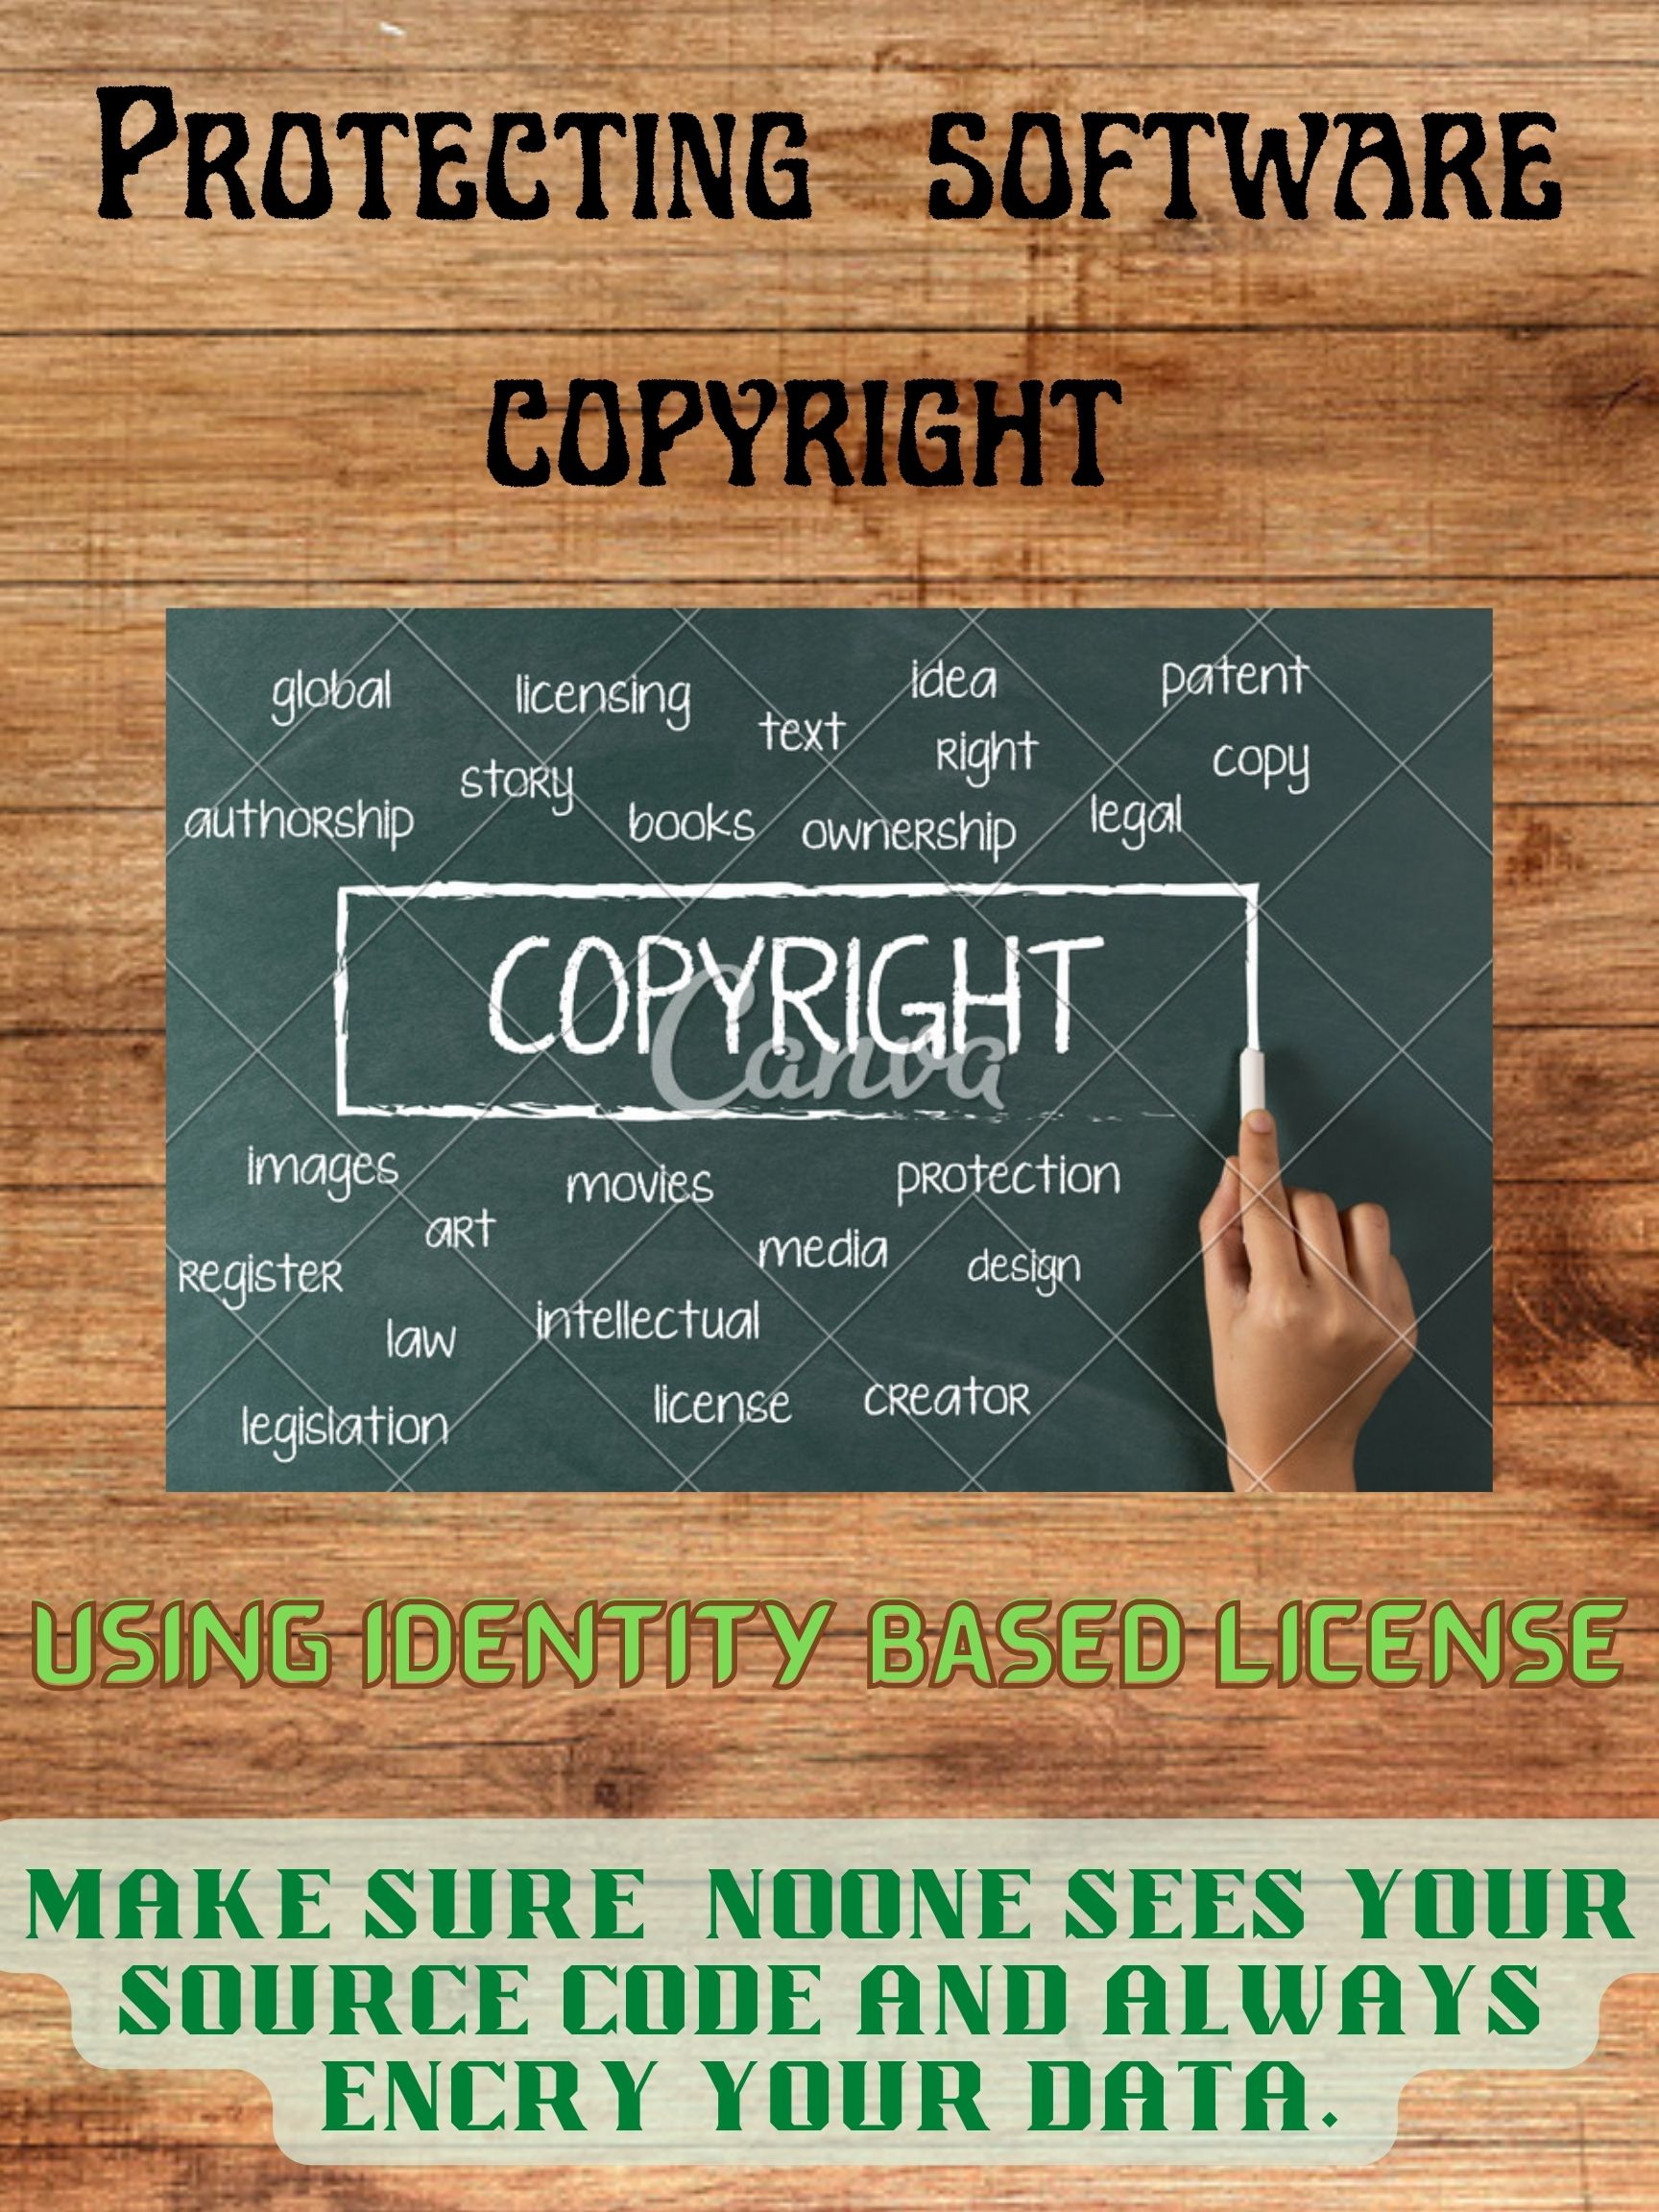 Protecting software
copyright
global licensing idea patent
text Right copy
story
authorship books ownership legal
COPYRIGHT
Canva
images movies protection
art media design
Register
law intellectual
license creator
legislation
USING IDENTITY BASED LICENSE
MAKE SURE NOONE SEES YOUR
SOURCE CODE AND ALWAYS
ENCRY YOUR DATA.